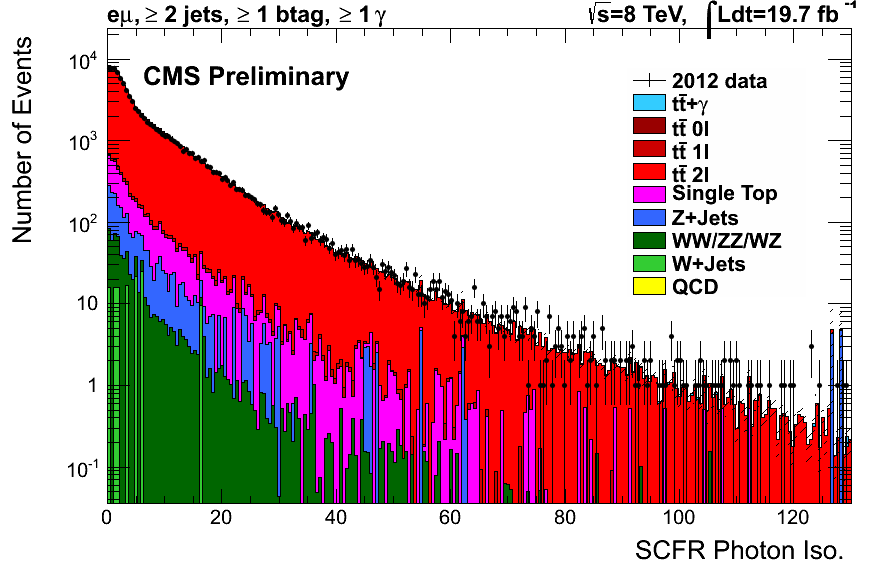 eμ, ≥ 2 jets, ≥ 1 btag, ≥ 1 γ
√s=8 TeV, ∫Ldt=19.7 fb⁻¹
CMS Preliminary
Number of Events
10⁴
10³
10²
10
1
10⁻¹
2012 data
tt̄+γ
tt̄ 0l
tt̄ 1l
tt̄ 2l
Single Top
Z+Jets
WW/ZZ/WZ
W+Jets
QCD
0 20 40 60 80 100 120
SCFR Photon Iso.